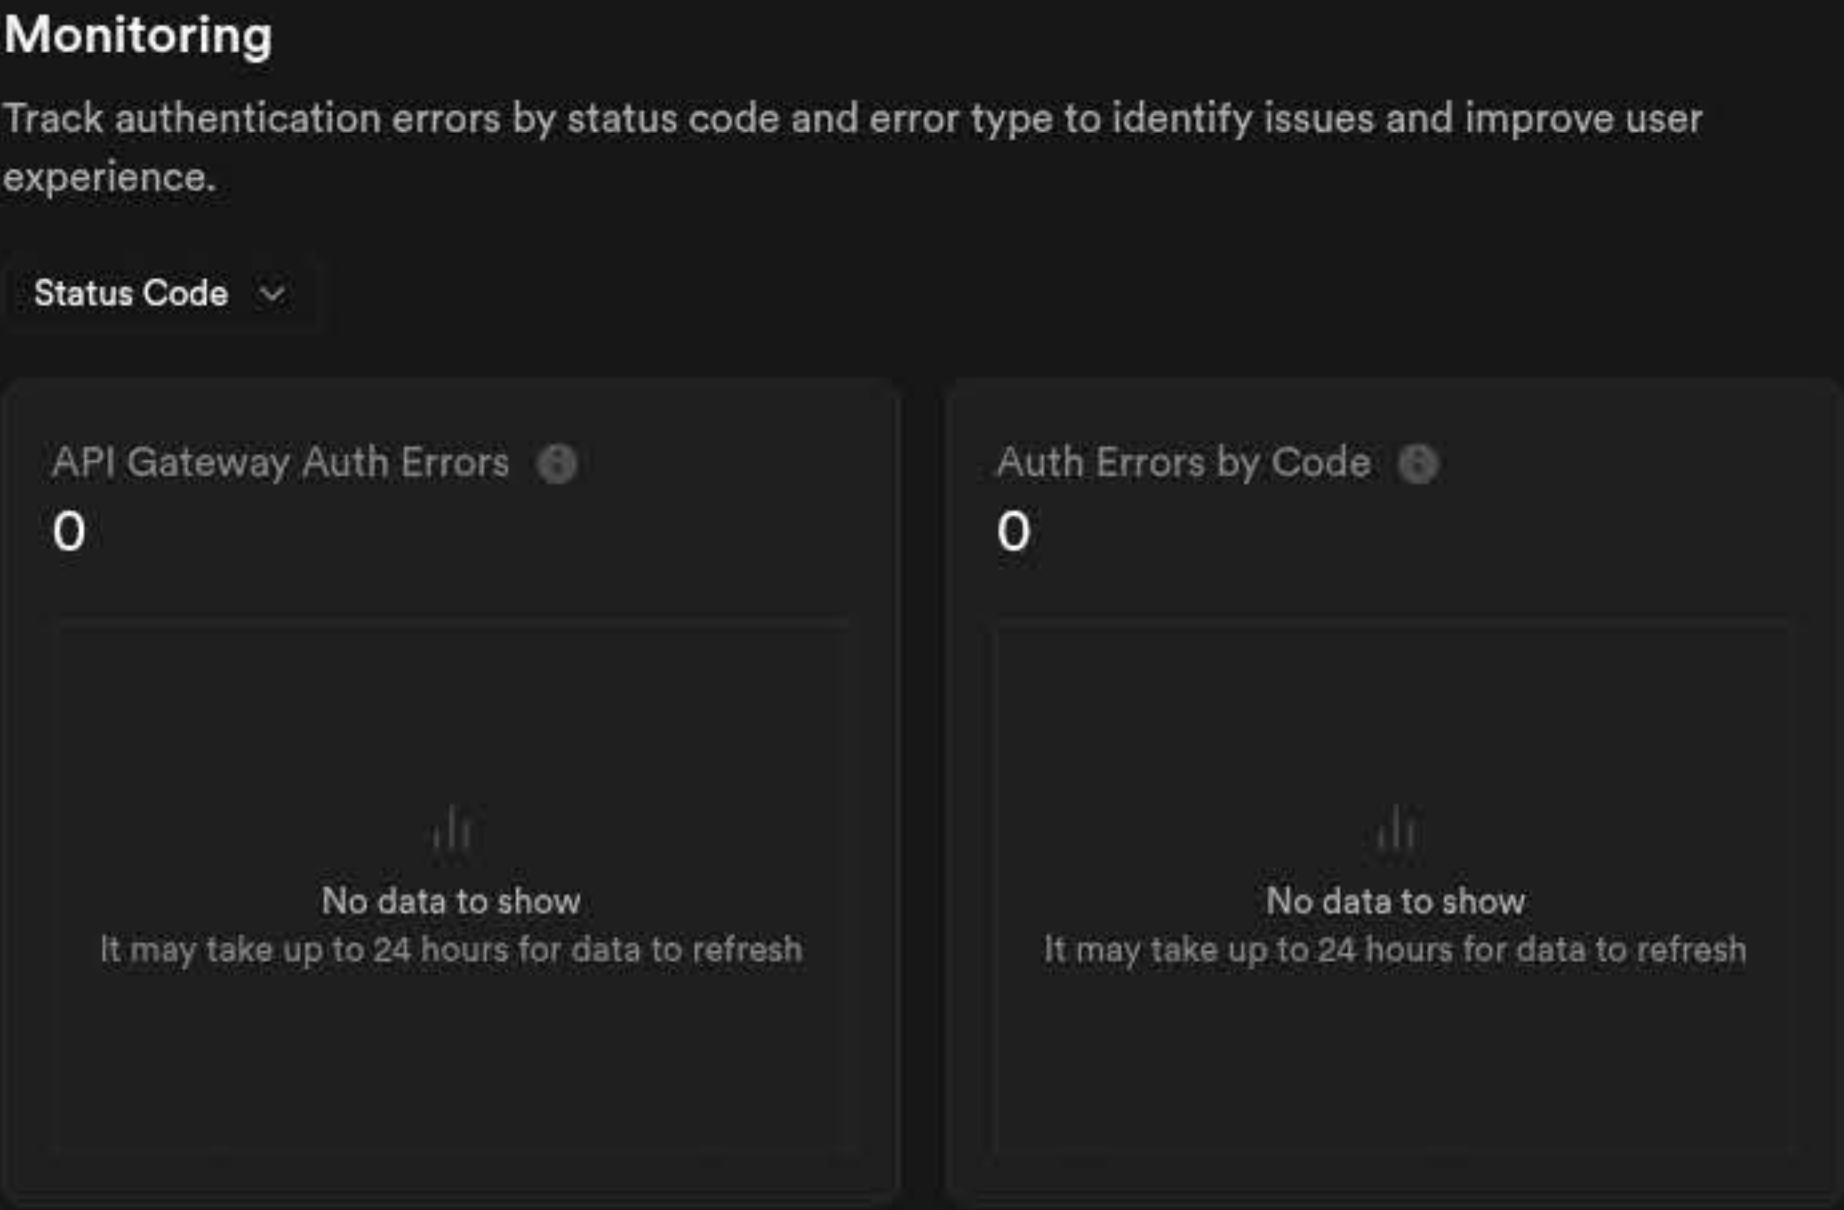 Monitoring
Track authentication errors by status code and error type to identify issues and improve user
experience.
Status Code
API Gateway Auth Errors
0
Auth Errors by Code
0
No data to show
It may take up to 24 hours for data to refresh
No data to show
It may take up to 24 hours for data to refresh